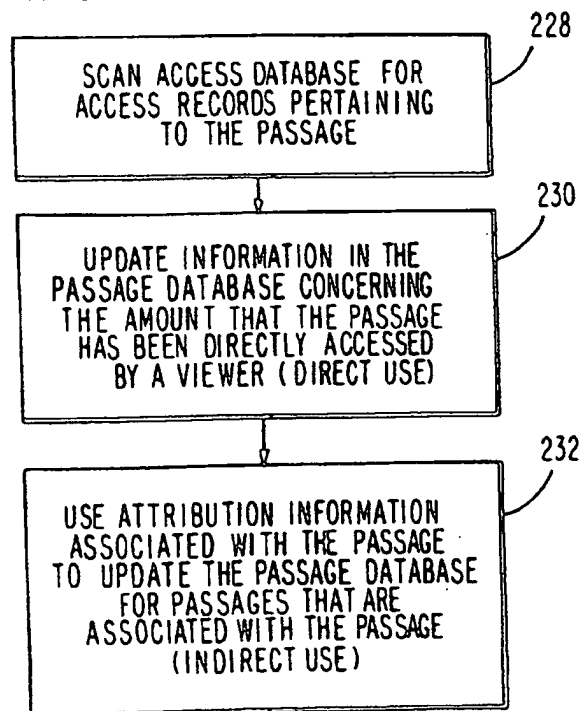 228
SCAN ACCESS DATABASE FOR
ACCESS RECORDS PERTAINING
TO THE PASSAGE
230
UPDATE INFORMATION IN THE
PASSAGE DATABASE CONCERNING
THE AMOUNT THAT THE PASSAGE
HAS BEEN DIRECTLY ACCESSED
BY A VIEWER (DIRECT USE)
232
USE ATTRIBUTION INFORMATION
ASSOCIATED WITH THE PASSAGE
TO UPDATE THE PASSAGE DATABASE
FOR PASSAGES THAT ARE
ASSOCIATED WITH THE PASSAGE
(INDIRECT USE)